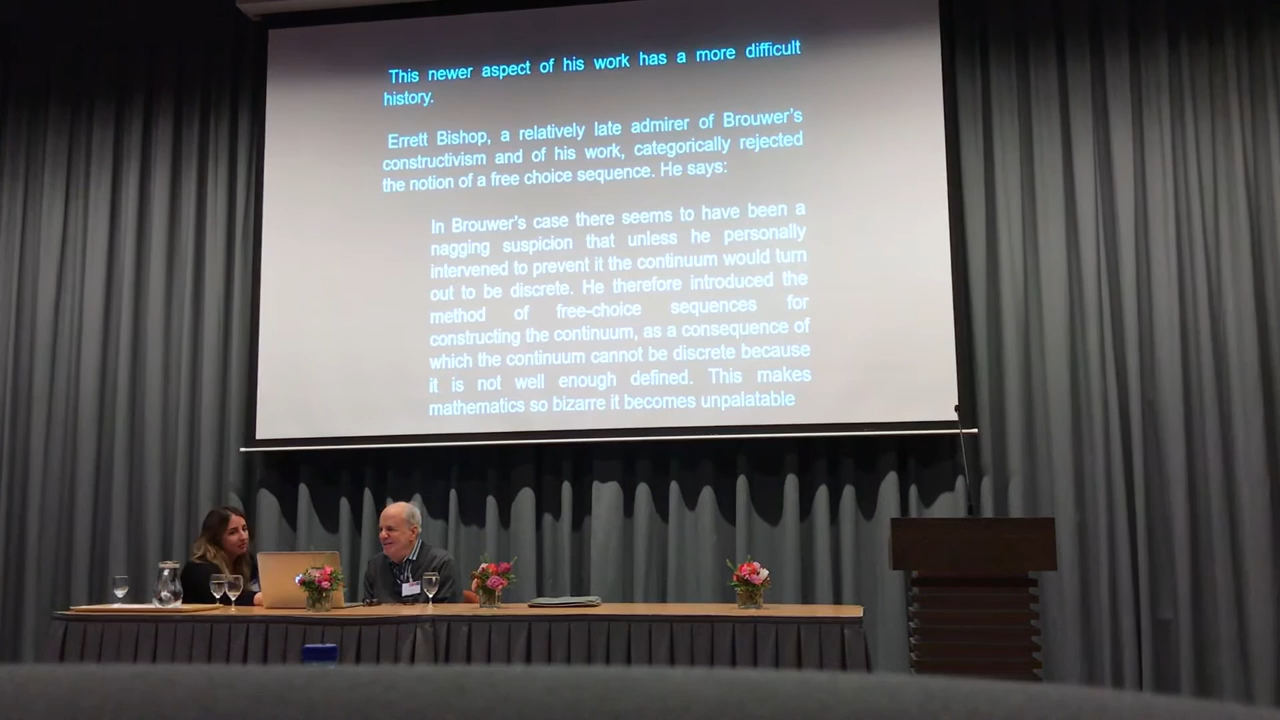 This newer aspect of his work has a more difficult
history.
Errett Bishop, a relatively late admirer of Brouwer's
constructivism and of his work, categorically rejected
the notion of a free choice sequence. He says:
In Brouwer's case there seems to have been a
nagging suspicion that unless he personally
intervened to prevent it the continuum would turn
out to be discrete. He therefore introduced the
method of free-choice sequences for
constructing the continuum, as a consequence of
which the continuum cannot be discrete because
it is not well enough defined. This makes
mathematics so bizarre it becomes unpalatable